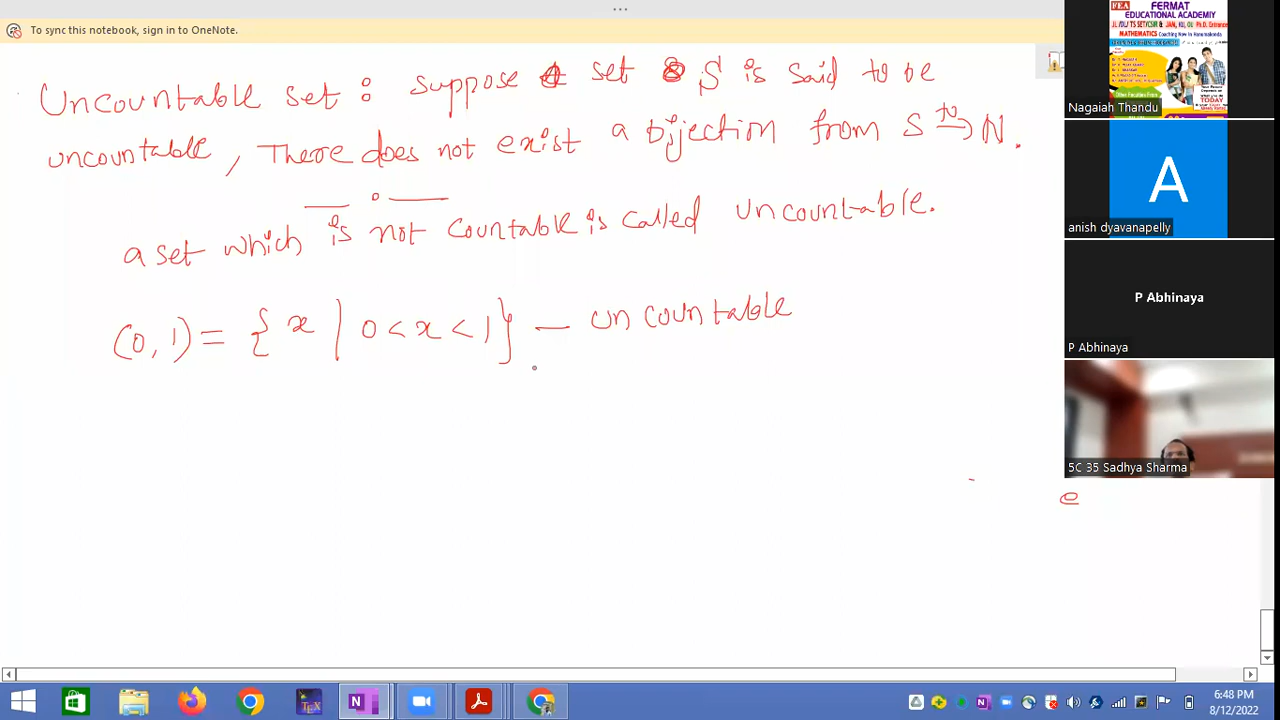 To sync this notebook, sign in to OneNote.
Uncountable set : Suppose set S is said to be
uncountable, There does not exist a bijection from S → N.
a set which is not countable is called uncountable.
(0,1) = { x | 0 < x < 1 } — uncountable
e
FEA
FERMAT
EDUCATIONAL ACADEMY
MATHEMATICS
TODAY
Nagaiah Thandu
A
anish dyavanapelly
P Abhinaya
P Abhinaya
5C 35 Sadhya Sharma
6:48 PM
8/12/2022